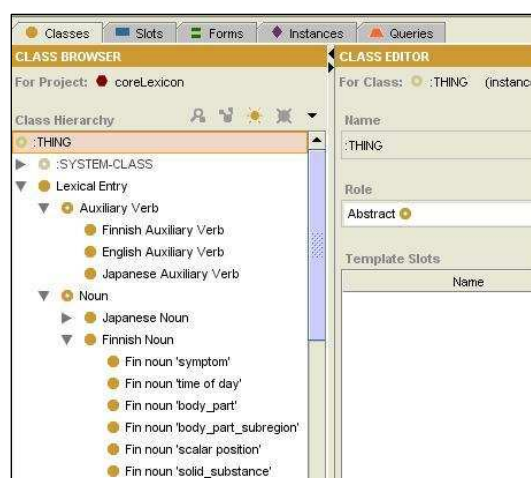 Classes Slots Forms Instances Queries
CLASS BROWSER
For Project: coreLexicon
Class Hierarchy
:THING
:SYSTEM-CLASS
Lexical Entry
Auxiliary Verb
Finnish Auxiliary Verb
English Auxiliary Verb
Japanese Auxiliary Verb
Noun
Japanese Noun
Finnish Noun
Fin noun 'symptom'
Fin noun 'time of day'
Fin noun 'body_part'
Fin noun 'body_part_subregion'
Fin noun 'scalar position'
Fin noun 'solid_substance'
CLASS EDITOR
For Class: :THING (instanc
Name
:THING
Role
Abstract
Template Slots
Name